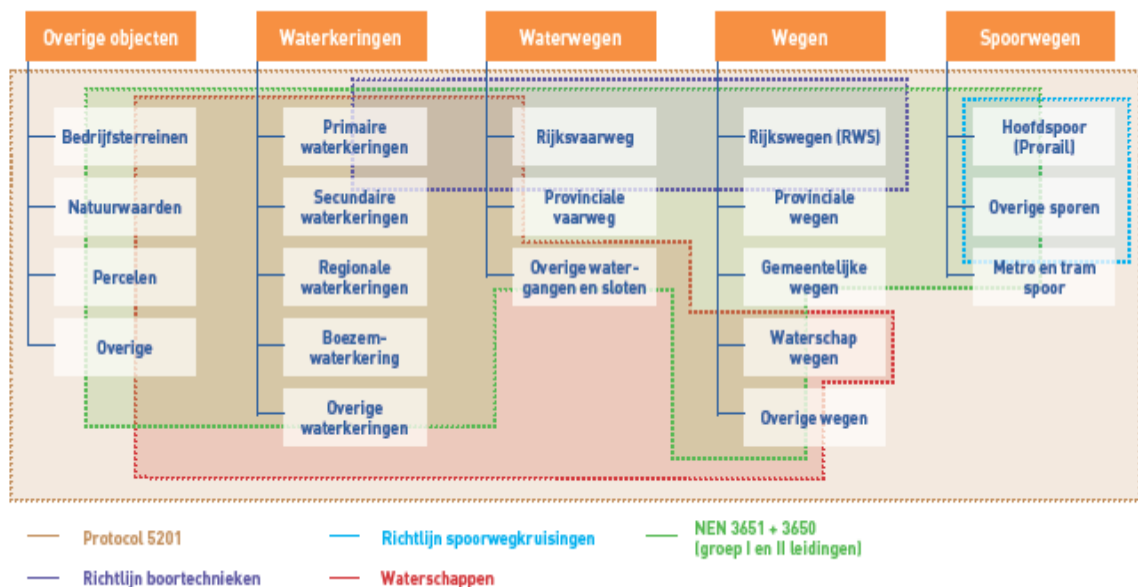 Overige objecten
Waterkeringen
Waterwegen
Wegen
Spoorwegen
Bedrijfsterreinen
Natuurwaarden
Percelen
Overige
Primaire
waterkeringen
Secundaire
waterkeringen
Regionale
waterkeringen
Boezem-
waterkering
Overige
waterkeringen
Rijksvaarweg
Provinciale
vaarweg
Overige water-
gangen en sloten
Rijkswegen (RWS)
Provinciale
wegen
Gemeentelijke
wegen
Waterschap
wegen
Overige wegen
Hoofdspoor
(Prorail)
Overige sporen
Metro en tram
spoor
Protocol 5201
Richtlijn spoorwegkruisingen
NEN 3651 + 3650
(groep I en II leidingen)
Richtlijn boortechnieken
Waterschappen